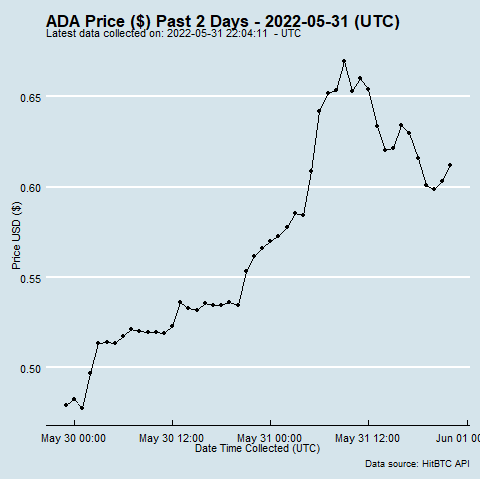 ADA Price ($) Past 2 Days - 2022-05-31 (UTC)
Latest data collected on: 2022-05-31 22:04:11  - UTC
Price USD ($)
0.65
0.60
0.55
0.50
May 30 00:00
May 30 12:00
May 31 00:00
May 31 12:00
Jun 01 0
Date Time Collected (UTC)
Data source: HitBTC API